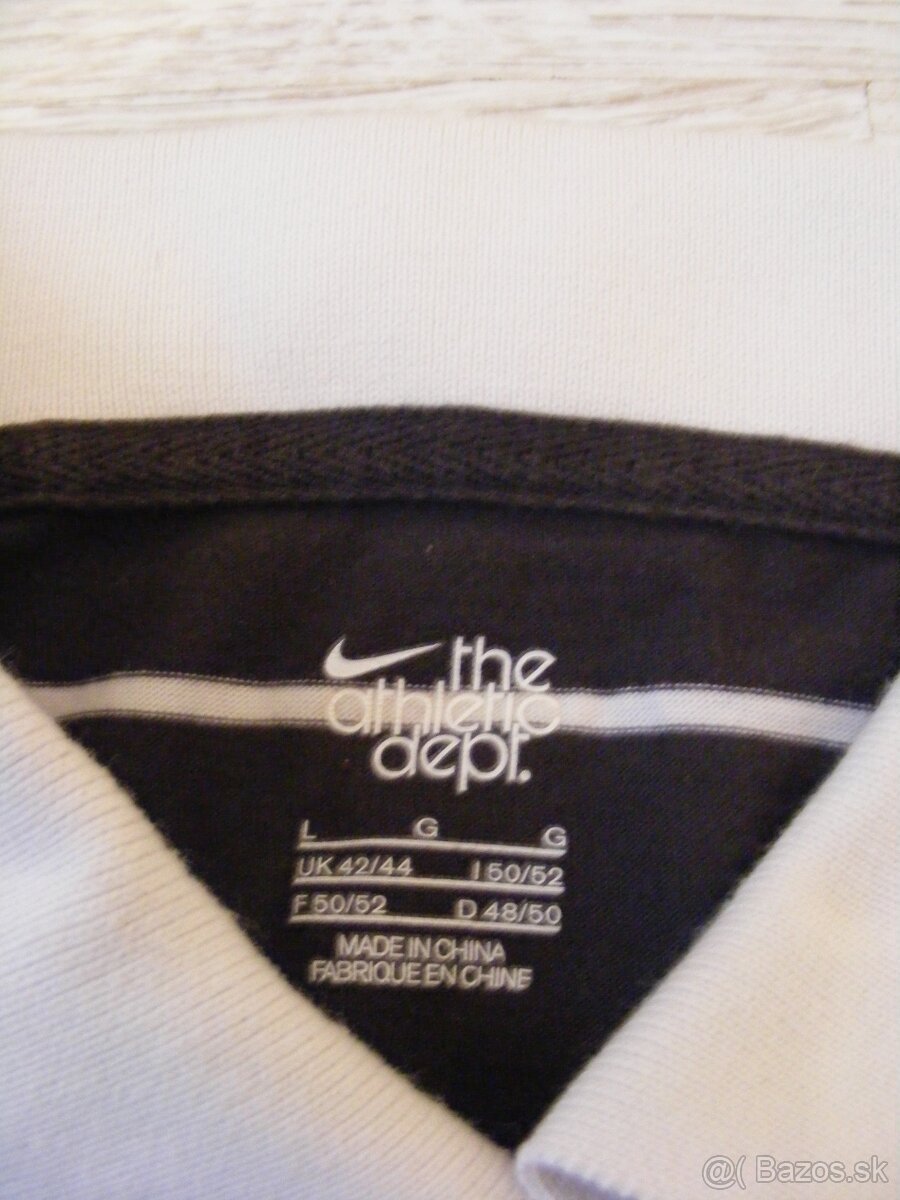 the
athletic
dept.
L G G
UK 42/44 I 50/52
F 50/52 D 48/50
MADE IN CHINA
FABRIQUE EN CHINE
@( Bazos.sk